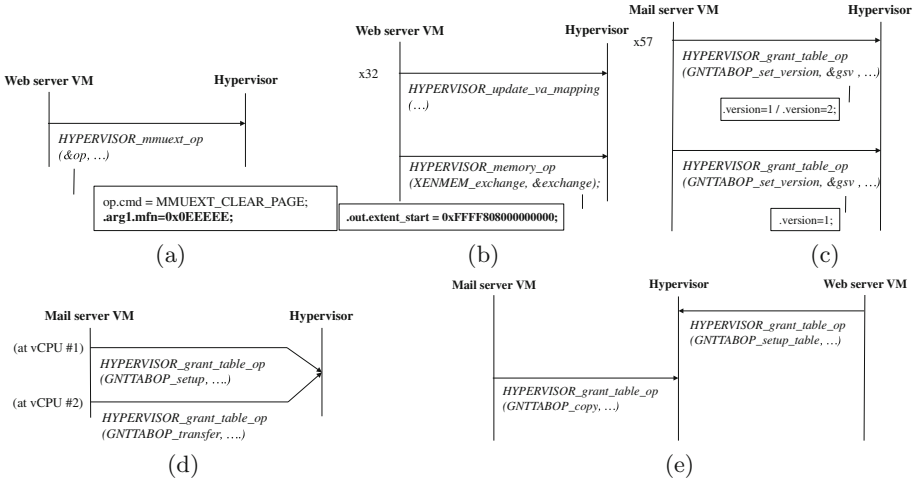 Web server VM
Hypervisor
HYPERVISOR_mmuext_op
(&op, …)
op.cmd = MMUEXT_CLEAR_PAGE;
.arg1.mfn=0x0EEEEE;
(a)
Web server VM
Hypervisor
x32
HYPERVISOR_update_va_mapping
(…)
HYPERVISOR_memory_op
(XENMEM_exchange, &exchange);
.out.extent_start = 0xFFFF808000000000;
(b)
Mail server VM
Hypervisor
x57
HYPERVISOR_grant_table_op
(GNTTABOP_set_version, &gsv , …)
.version=1 / .version=2;
HYPERVISOR_grant_table_op
(GNTTABOP_set_version, &gsv , …)
.version=1;
(c)
Mail server VM
Hypervisor
(at vCPU #1)
HYPERVISOR_grant_table_op
(GNTTABOP_setup, ….)
(at vCPU #2)
HYPERVISOR_grant_table_op
(GNTTABOP_transfer, ….)
(d)
Mail server VM
Hypervisor
Web server VM
HYPERVISOR_grant_table_op
(GNTTABOP_setup_table, …)
HYPERVISOR_grant_table_op
(GNTTABOP_copy, …)
(e)